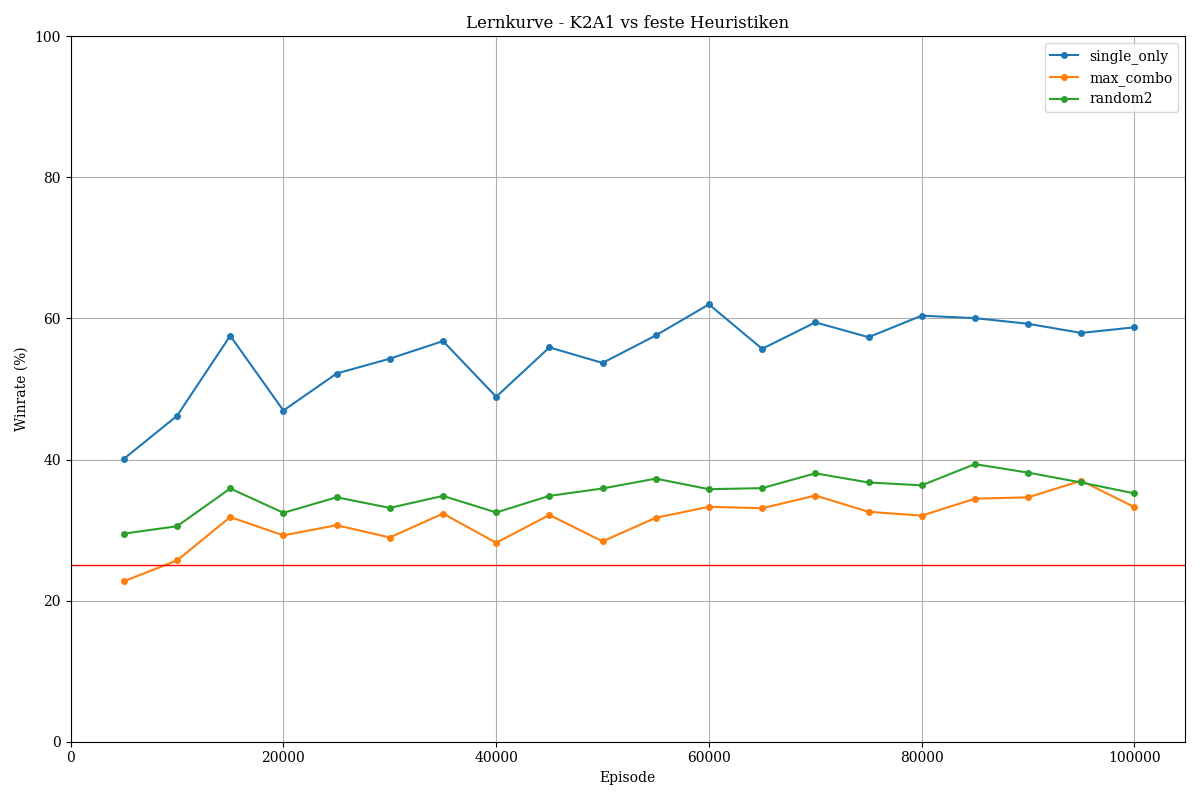 Lernkurve - K2A1 vs feste Heuristiken
100
80
60
40
20
0
Winrate (%)
single_only
max_combo
random2
0 20000 40000 60000 80000 100000
Episode